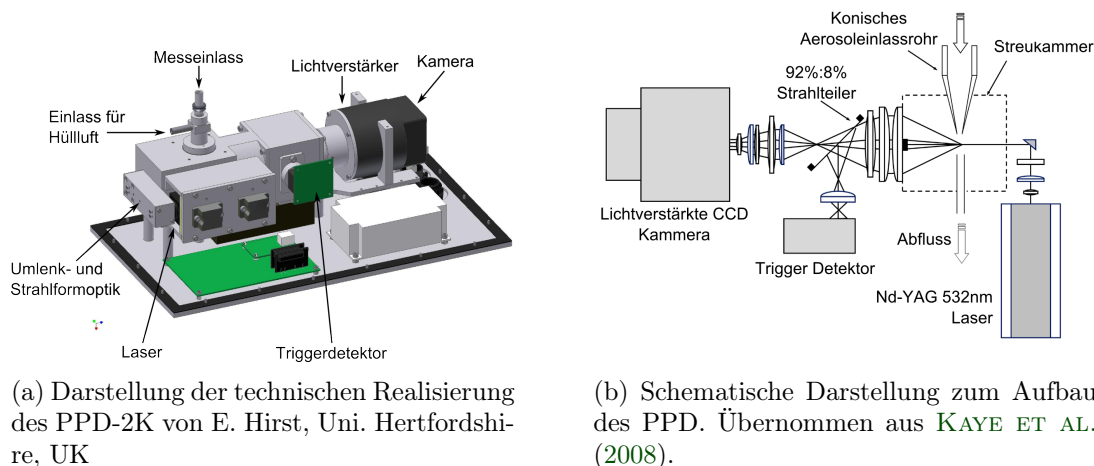 Messeinlass
Lichtverstärker
Kamera
Einlass für
Hüllluft
Umlenk- und
Strahlformoptik
Laser
Triggerdetektor
(a) Darstellung der technischen Realisierung
des PPD-2K von E. Hirst, Uni. Hertfordshi-
re, UK
Konisches
Aerosoleinlassrohr
Streukammer
92%:8%
Strahlteiler
Lichtverstärkte CCD
Kammera
Trigger Detektor
Abfluss
Nd-YAG 532nm
Laser
(b) Schematische Darstellung zum Aufbau
des PPD. Übernommen aus KAYE ET AL.
(2008).